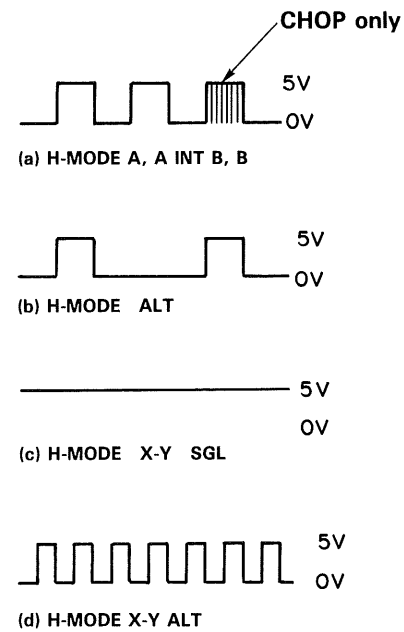 CHOP only
5V
0V
(a) H-MODE A, A INT B, B
5V
0V
(b) H-MODE ALT
5V
0V
(c) H-MODE X-Y SGL
5V
0V
(d) H-MODE X-Y ALT